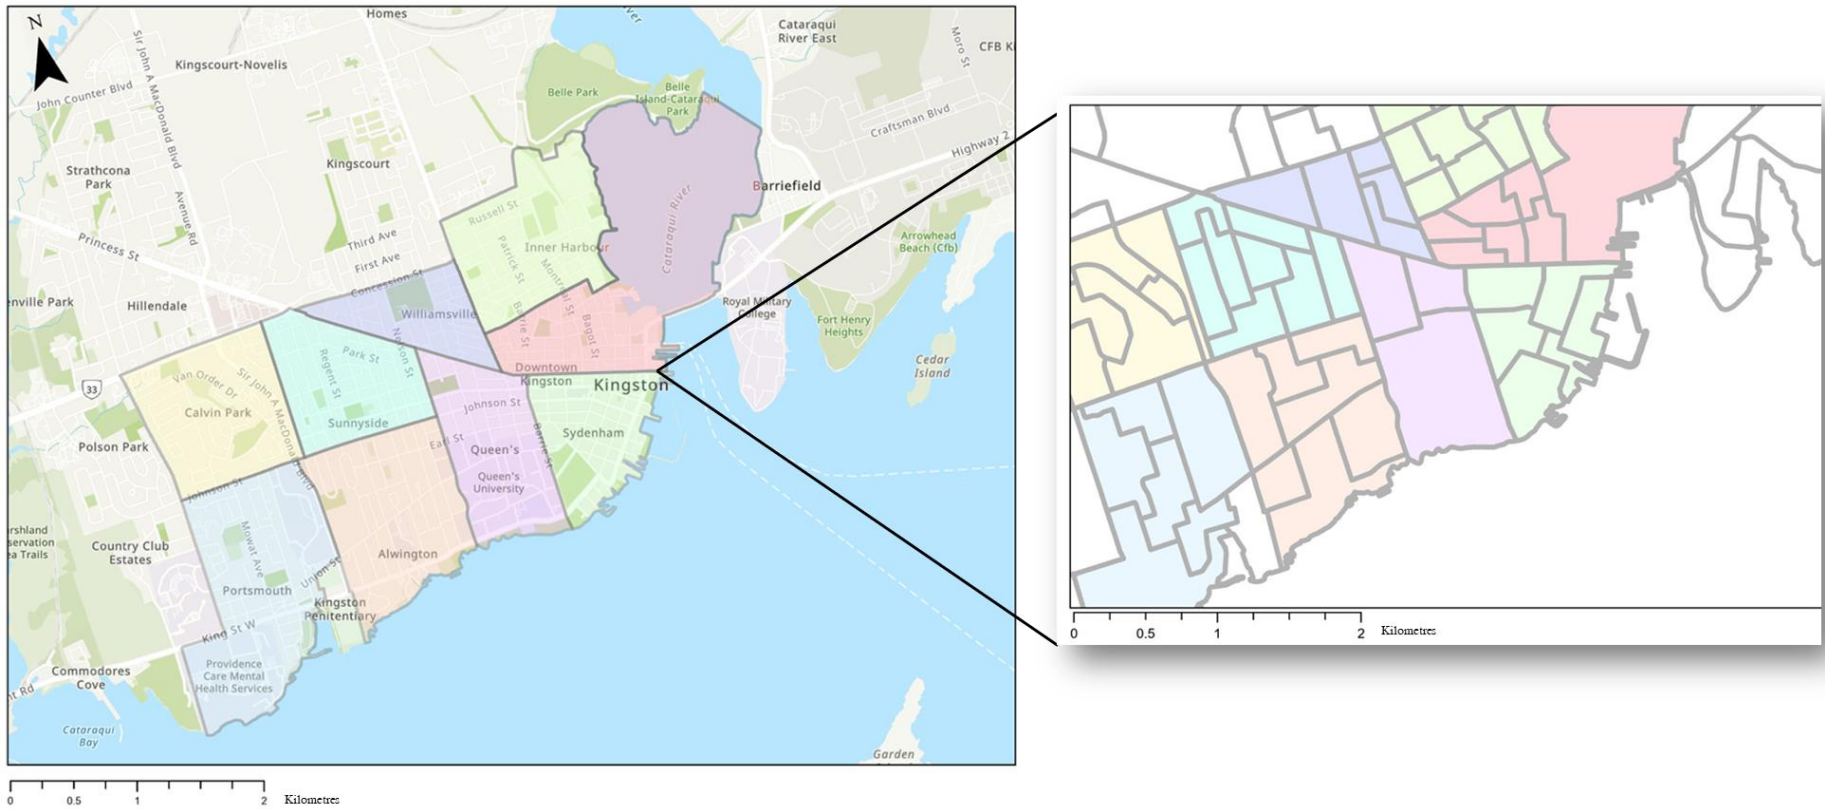 N
Homes
Cataraqui
River East
Moro St
CFB K
Kingscourt-Novelis
John Counter Blvd
Sir John A MacDonald Blvd
Belle Park
Belle
Island-Cataraqui
Park
Craftsman Blvd
Highway 2
Strathcona
Park
Kingscourt
Avenue Rd
Barriefield
Russell St
Third Ave
First Ave
Patrick St
Inner Harbour
Montreal St
Cataraqui River
Arrowhead
Beach (Cfb)
Princess St
Concession St
enville Park
Hillendale
Williamsville
Nelson St
Barrie St
Bagot St
Royal Military
College
Fort Henry
Heights
Cedar
Island
33
Van Order Dr
Sir John A MacDonald Blvd
Regent St
Park St
Downtown
Kingston
Kingston
Calvin Park
Sunnyside
Johnson St
Barrie St
Sydenham
Polson Park
Earl St
Queen's
Queen's
University
Johnson St
Mowat Ave
arshland
servation
ea Trails
Country Club
Estates
Alwington
Portsmouth
Union St
Kingston
Penitentiary
King St W
Providence
Care Mental
Health Services
Commodores
Cove
nt Rd
Cataraqui
Bay
Garden
0 0.5 1 2 Kilometres
0 0.5 1 2 Kilometres